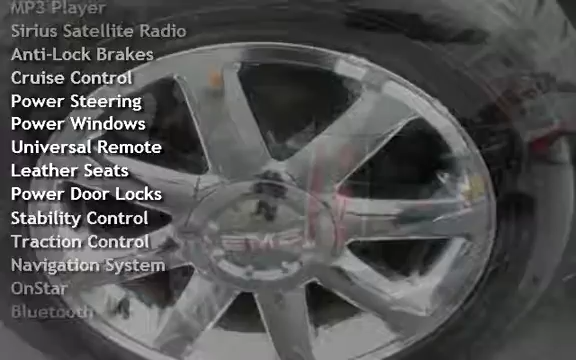 MP3 Player
Sirius Satellite Radio
Anti-Lock Brakes
Cruise Control
Power Steering
Power Windows
Universal Remote
Leather Seats
Power Door Locks
Stability Control
Traction Control
Navigation System
OnStar
Bluetooth
GMC